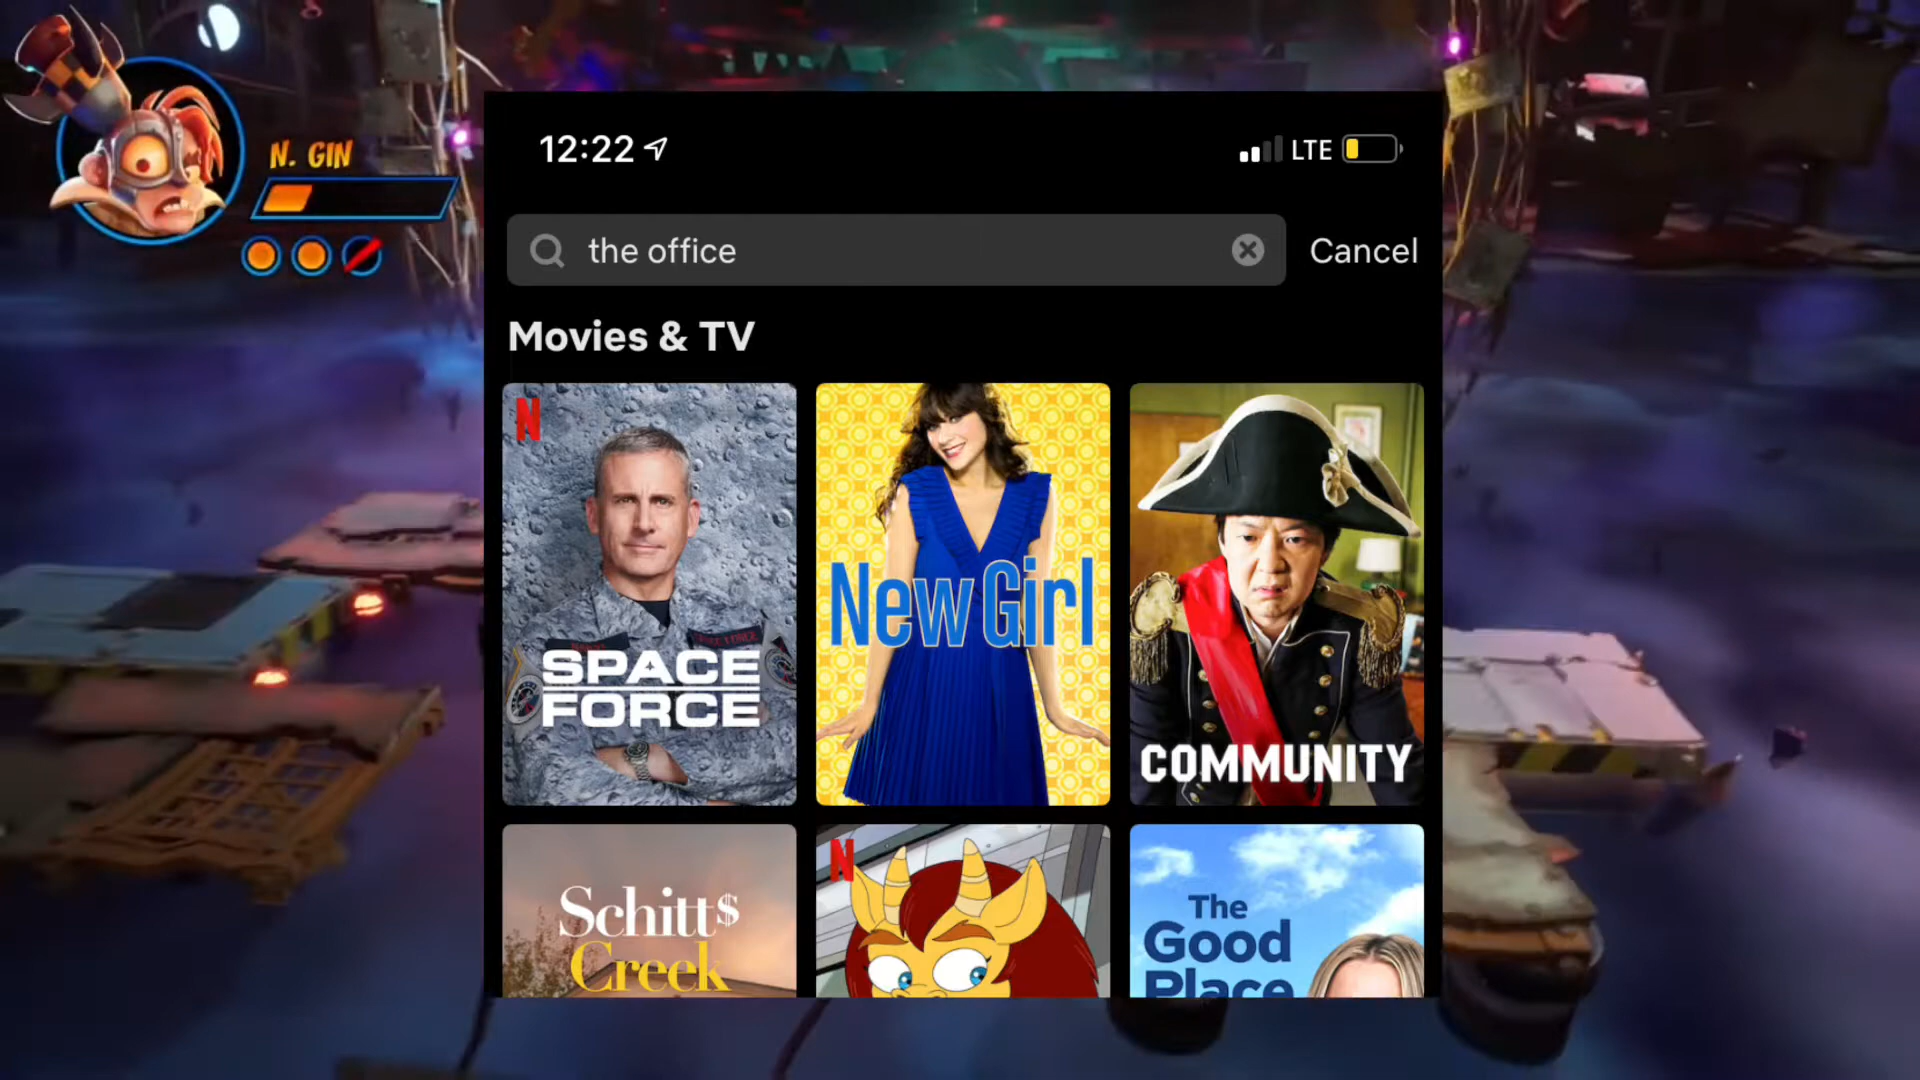 N. GIN
12:22
LTE
the office
Cancel
Movies & TV
N
SPACE
FORCE
New Girl
COMMUNITY
Schitt$
Creek
N
The
Good
Place